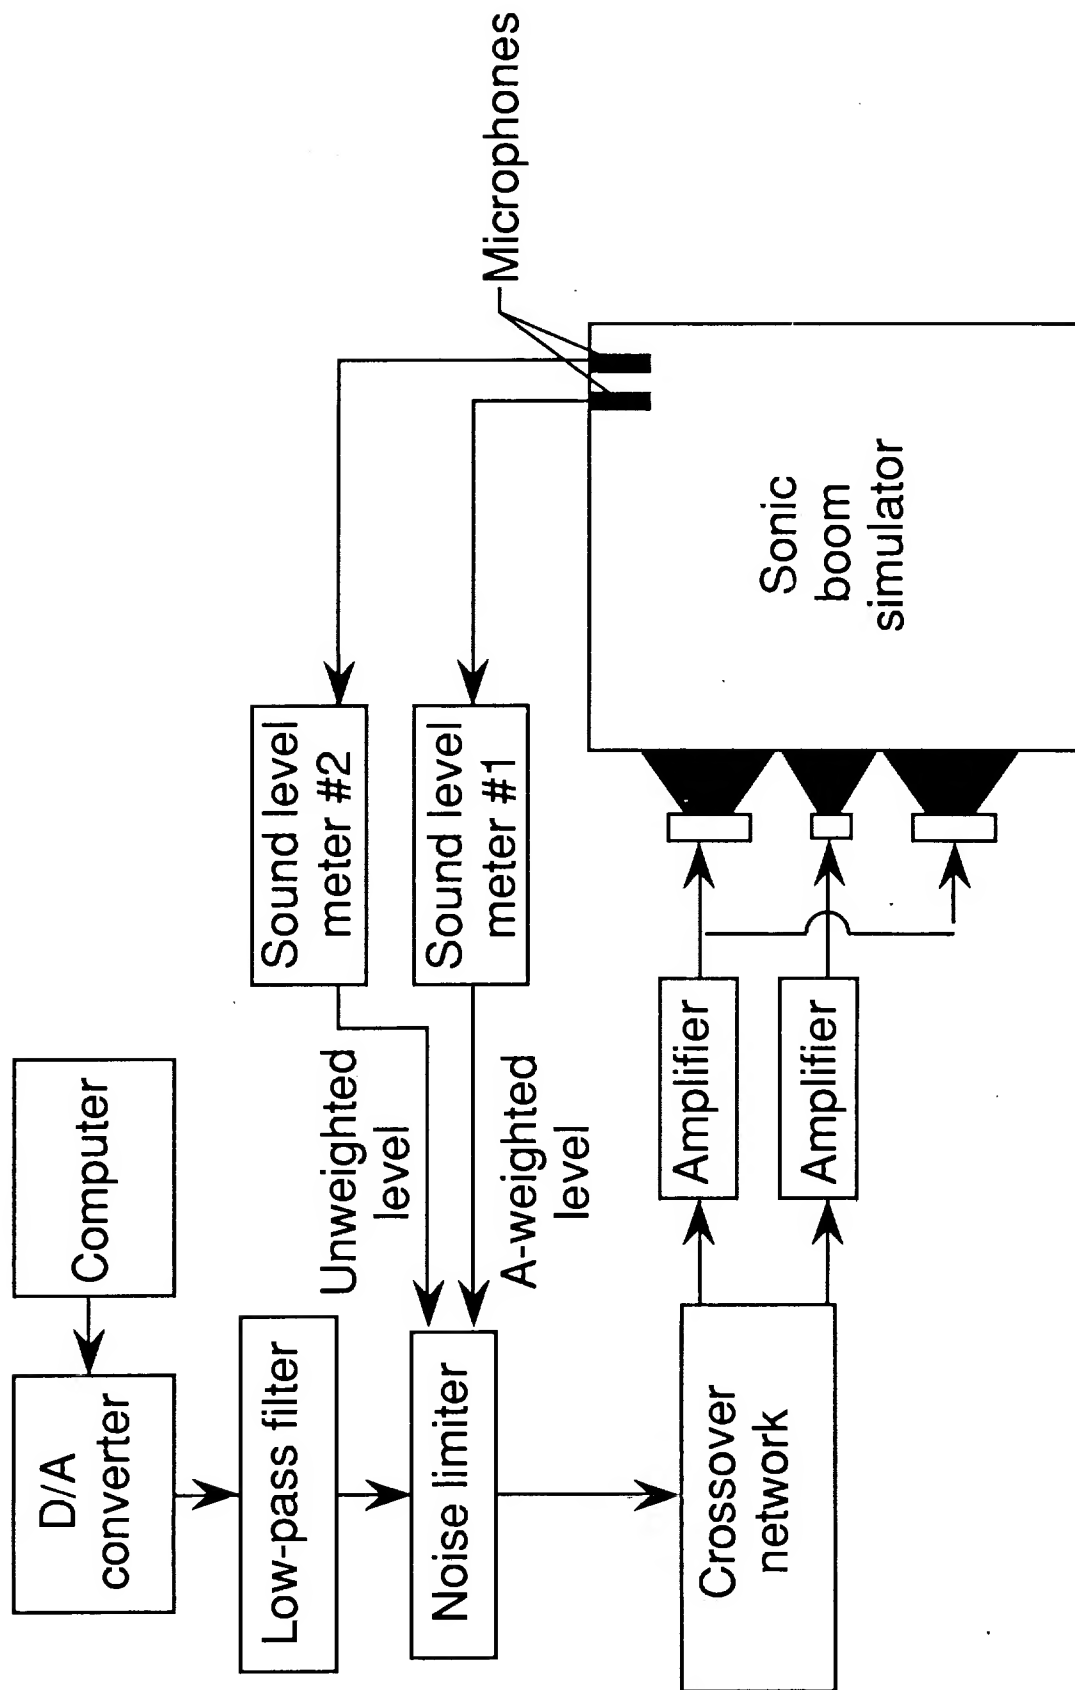 Computer
D/A
converter
Low-pass filter
Noise limiter
Unweighted
level
A-weighted
level
Sound level
meter #2
Sound level
meter #1
Microphones
Crossover
network
Amplifier
Amplifier
Sonic
boom
simulator